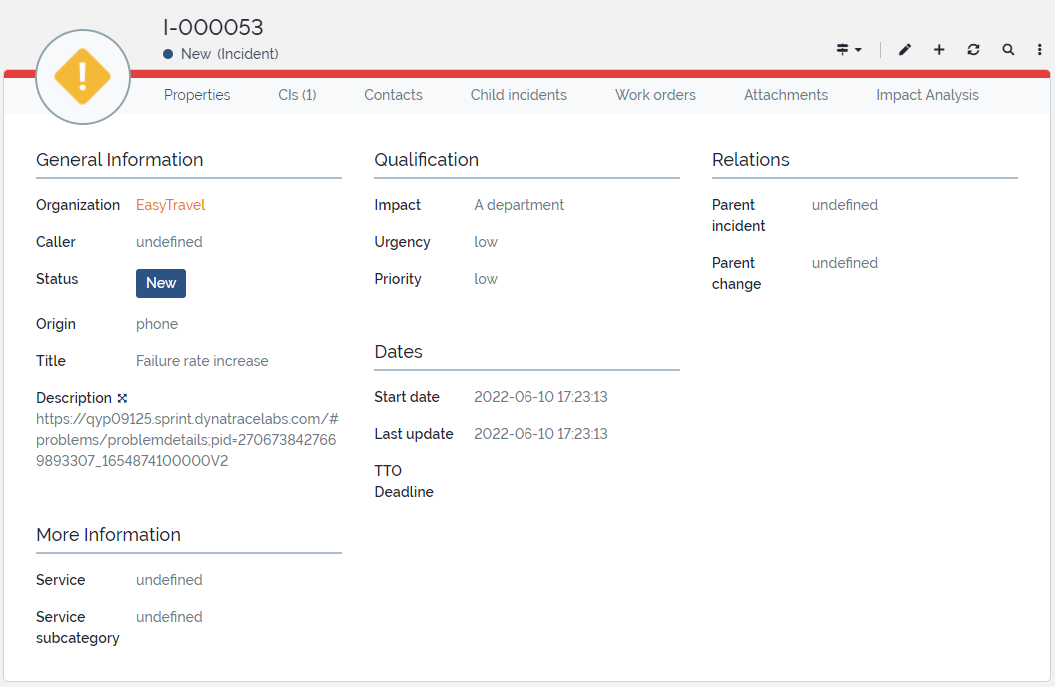 I-000053
New (Incident)
Properties
CIs (1)
Contacts
Child incidents
Work orders
Attachments
Impact Analysis
General Information
Organization EasyTravel
Caller undefined
Status New
Origin phone
Title Failure rate increase
Description
https://qyp09125.sprint.dynatracelabs.com/#
problems/problemdetails;pid=270673842766
9893307_1654874100000V2
More Information
Service undefined
Service undefined
subcategory
Qualification
Impact A department
Urgency low
Priority low
Dates
Start date 2022-06-10 17:23:13
Last update 2022-06-10 17:23:13
TTO
Deadline
Relations
Parent undefined
incident
Parent undefined
change